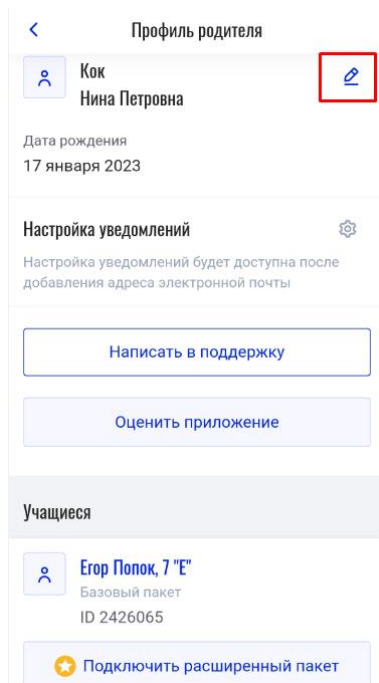 Профиль родителя
Кок
Нина Петровна
Дата рождения
17 января 2023
Настройка уведомлений
Настройка уведомлений будет доступна после
добавления адреса электронной почты
Написать в поддержку
Оценить приложение
Учащиеся
Егор Попок, 7 "Е"
Базовый пакет
ID 2426065
Подключить расширенный пакет